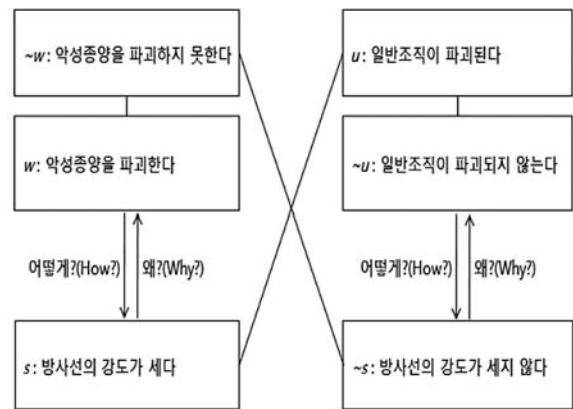 ~w: 악성종양을 파괴하지 못한다
u: 일반조직이 파괴된다
w: 악성종양을 파괴한다
~u: 일반조직이 파괴되지 않는다
어떻게?(How?)
왜?(Why?)
어떻게?(How?)
왜?(Why?)
s: 방사선의 강도가 세다
~s: 방사선의 강도가 세지 않다